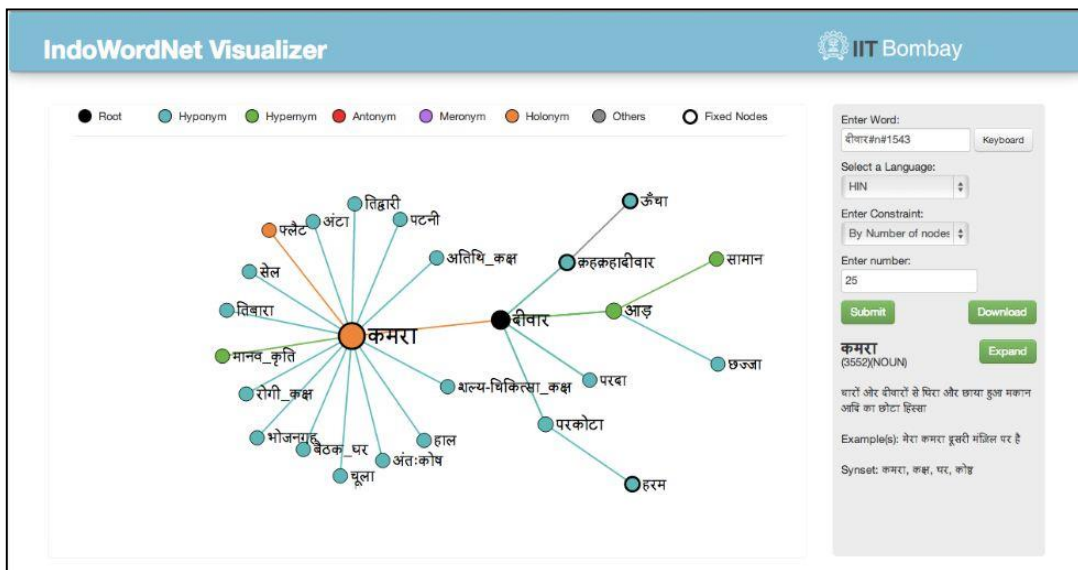 IndoWordNet Visualizer
IIT Bombay
Root Hyponym Hypernym Antonym Meronym Holonym Others Fixed Nodes
तिद्वारी
अंटा
पटनी
फ्लैट
अतिथि_कक्ष
सेल
तिबारा
कमरा
मानव_कृति
रोगी_कक्ष
भोजनगृह
बैठक_घर
चूला
अंतःकोष
हाल
शल्य-चिकित्सा_कक्ष
ऊँचा
क़हक़हादीवार
सामान
दीवार
आड़
छज्जा
परदा
परकोटा
हरम
Enter Word:
दीवार#n#1543 Keyboard
Select a Language:
HIN
Enter Constraint:
By Number of nodes
Enter number:
25
Submit Download
कमरा Expand
(3552)(NOUN)
चारों ओर दीवारों से घिरा और छाया हुआ मकान
आदि का छोटा हिस्सा
Example(s): मेरा कमरा दूसरी मंज़िल पर है
Synset: कमरा, कक्ष, घर, कोष्ठ